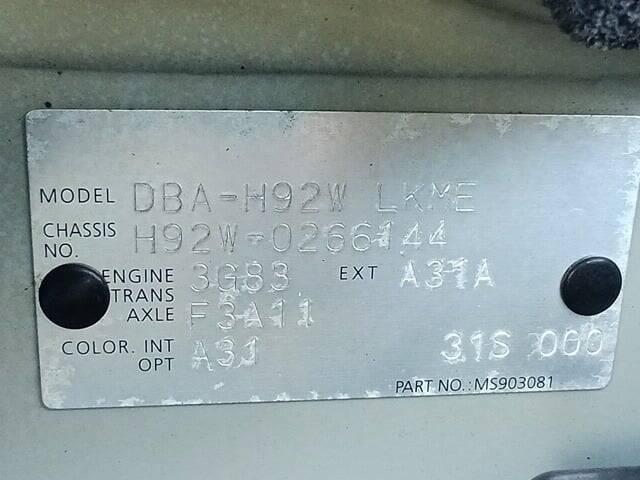 MODEL DBA-H92W LKME
CHASSIS NO. H92W-0266144
ENGINE 3G83 EXT A31A
TRANS AXLE F3A11
COLOR. INT OPT A31 31S 000
PART NO.: MS903081